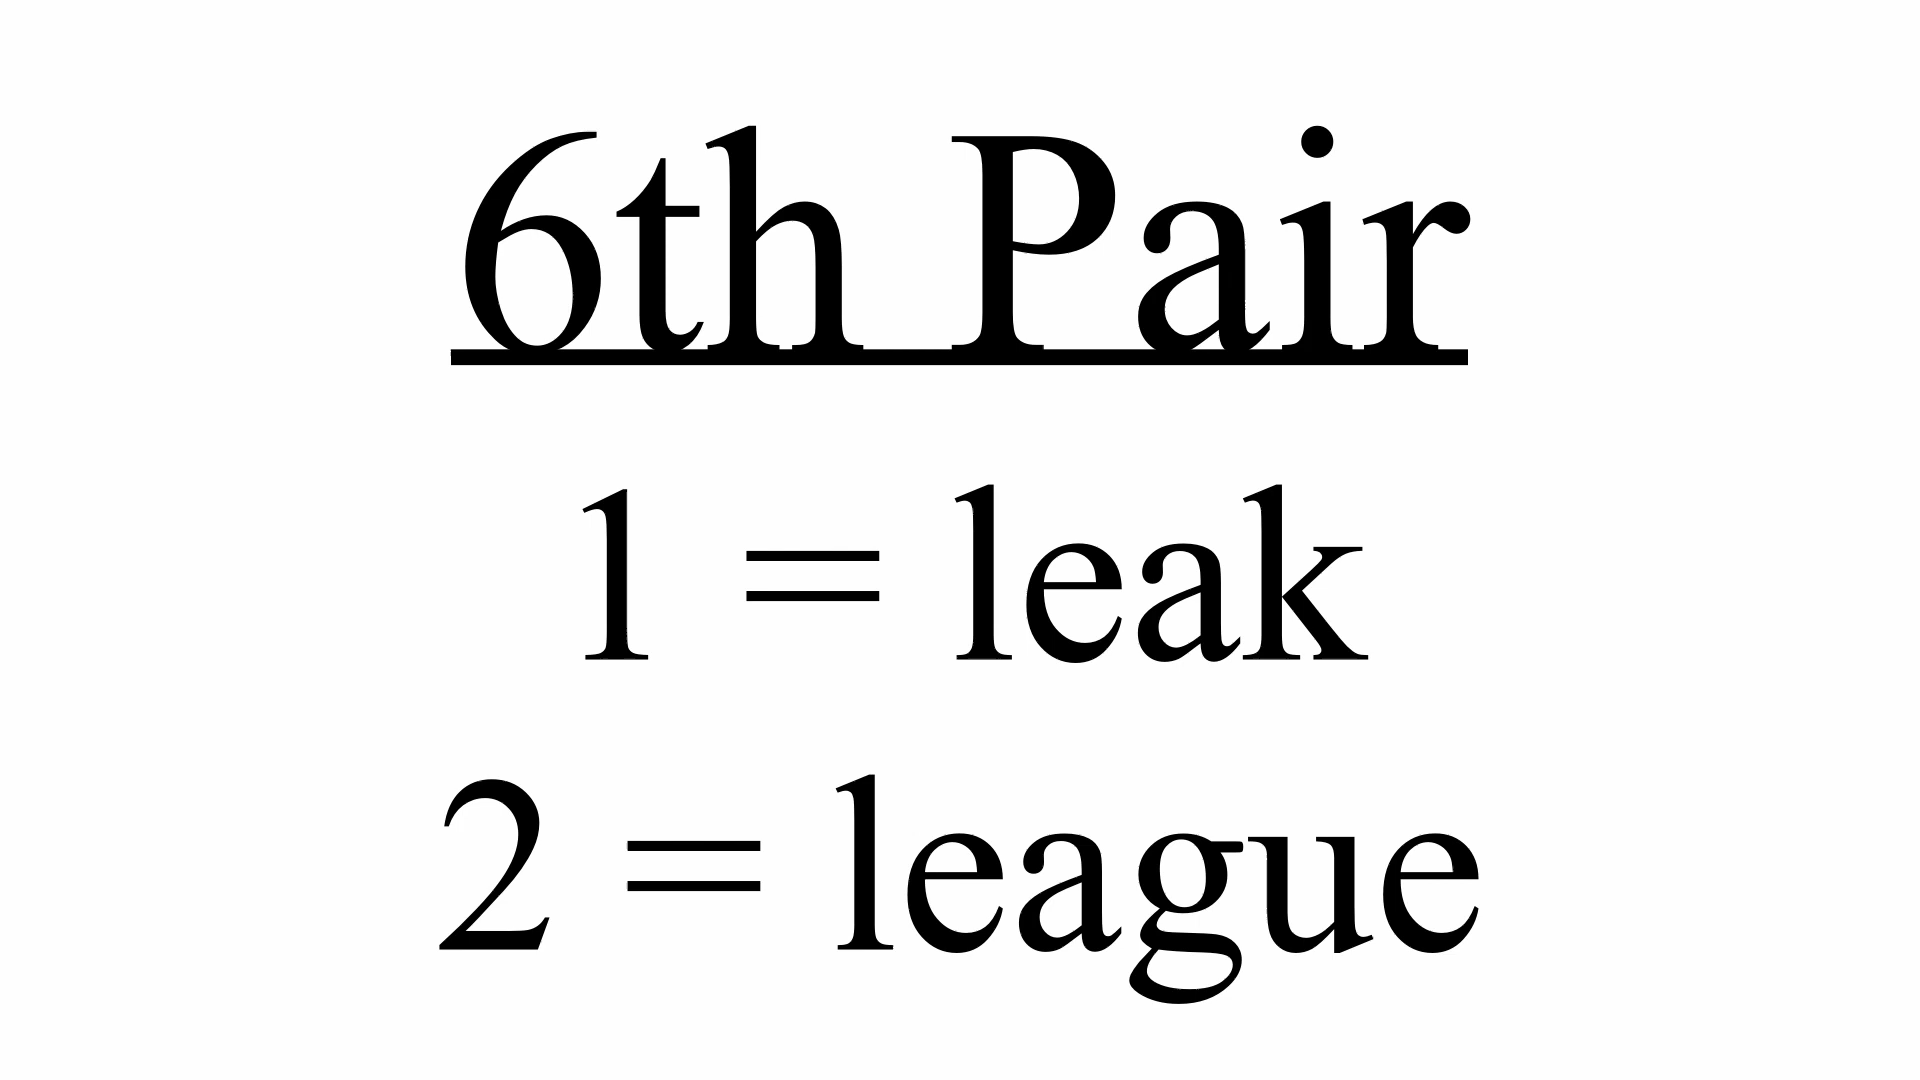 6th Pair
1 = leak
2 = league